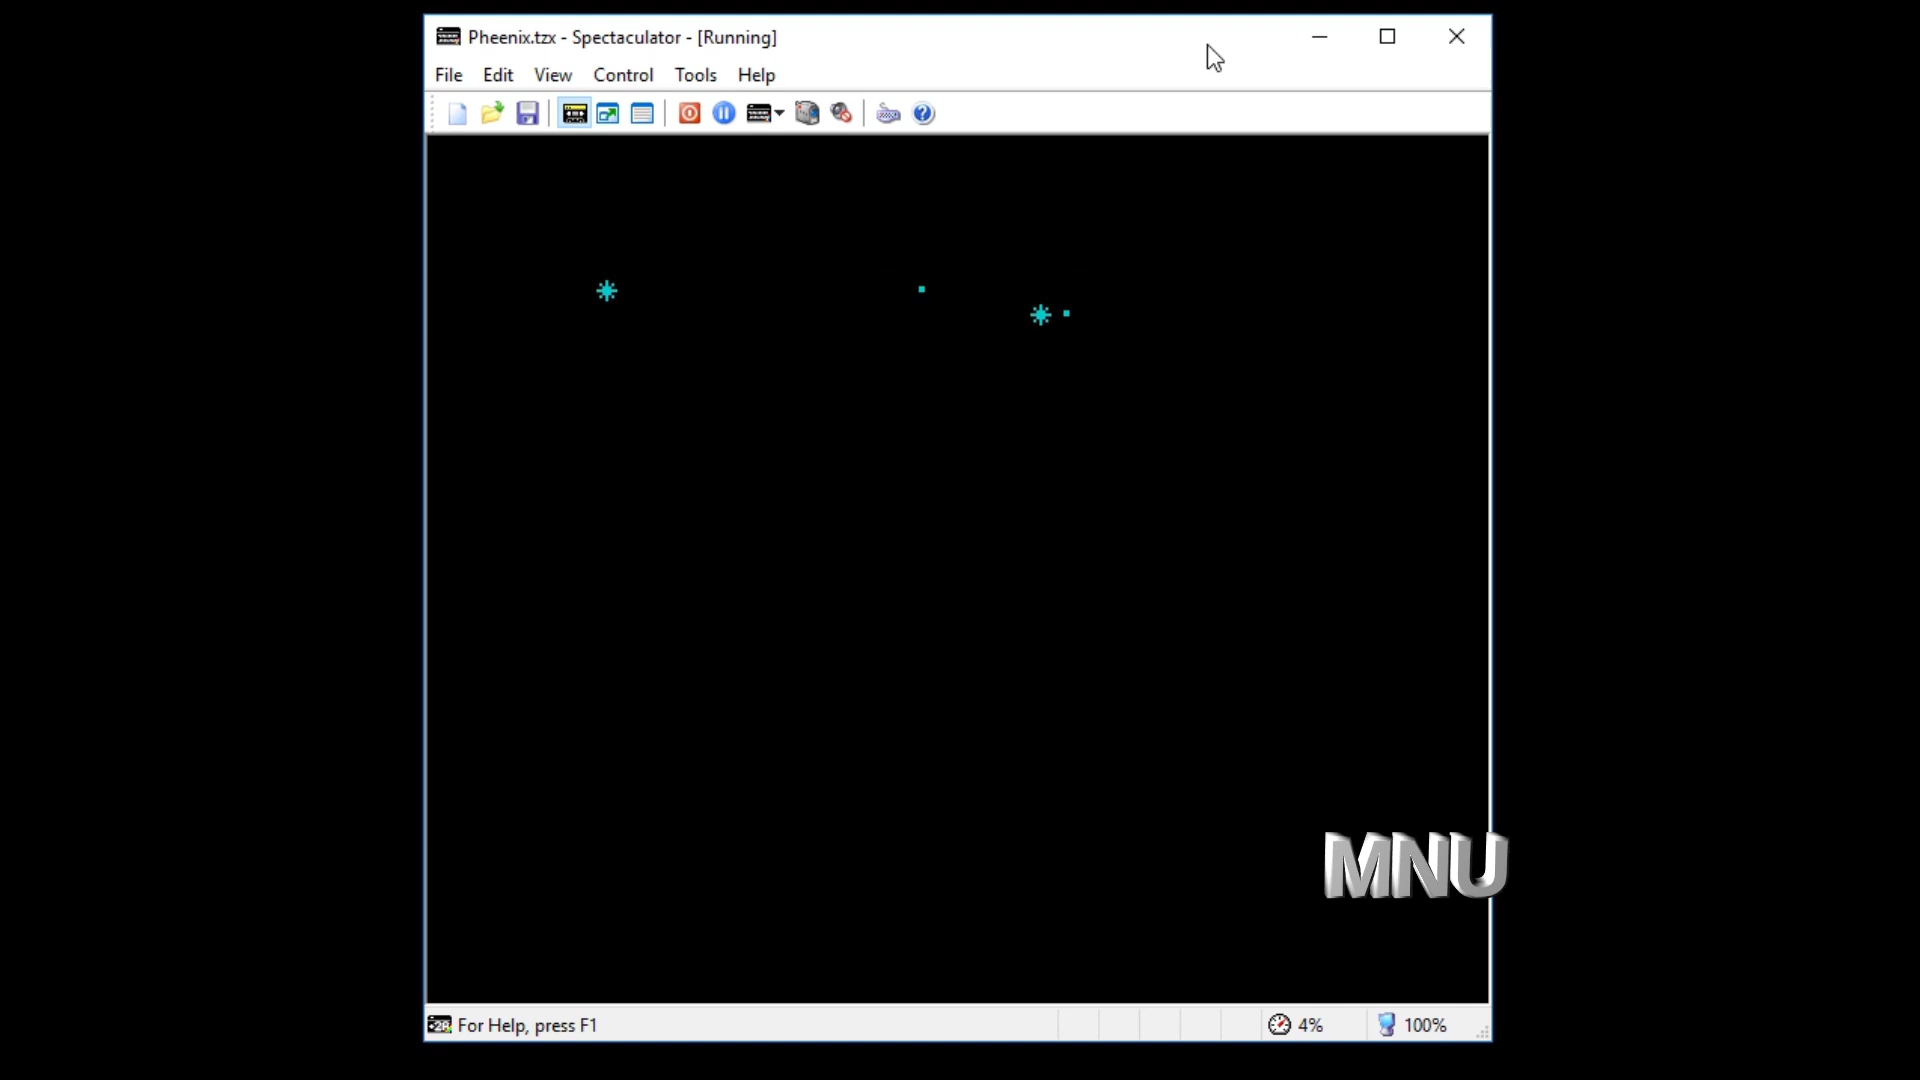 Pheenix.tzx - Spectaculator - [Running]
File Edit View Control Tools Help
MNU
For Help, press F1 4% 100%